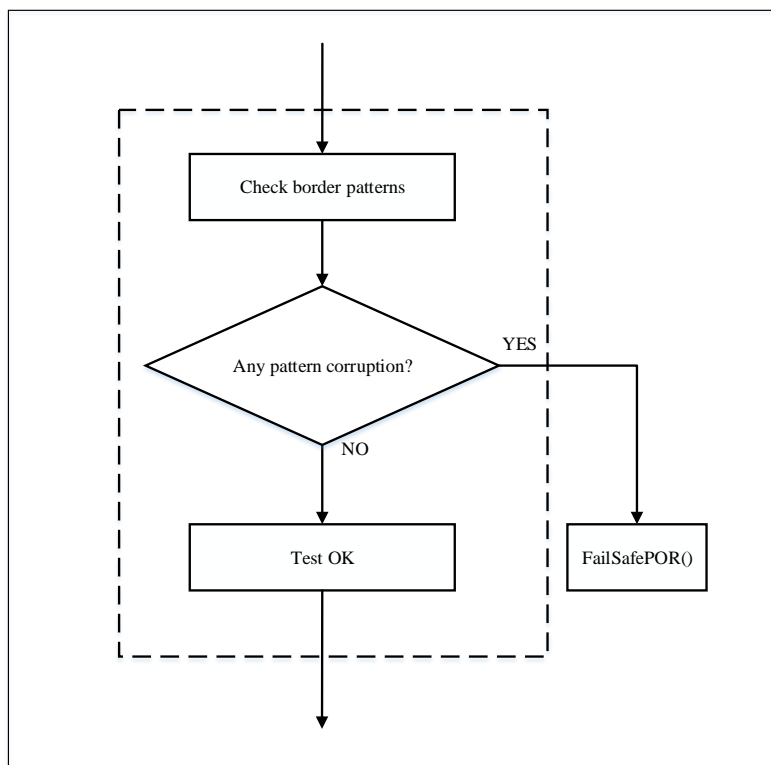 Check border patterns
Any pattern corruption?
YES
NO
Test OK
FailSafePOR()